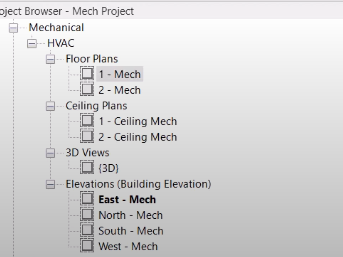 oject Browser - Mech Project
Mechanical
HVAC
Floor Plans
1 - Mech
2 - Mech
Ceiling Plans
1 - Ceiling Mech
2 - Ceiling Mech
3D Views
{3D}
Elevations (Building Elevation)
East - Mech
North - Mech
South - Mech
West - Mech